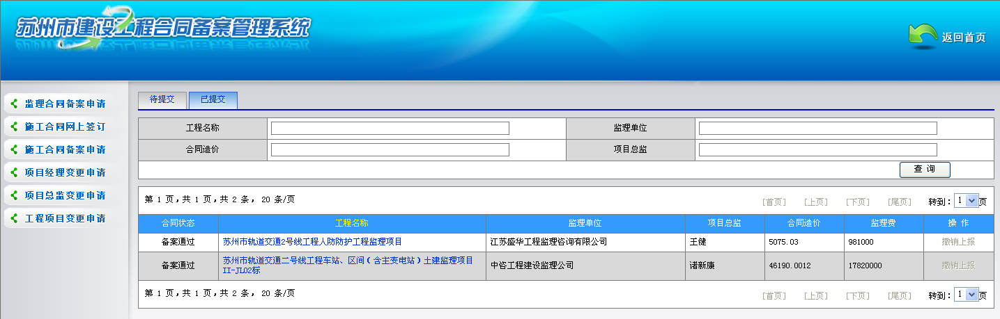 苏州市建设工程合同备案管理系统
返回首页
监理合同备案申请
施工合同网上签订
施工合同备案申请
项目经理变更申请
项目总监变更申请
工程项目变更申请
待提交 已提交
工程名称 监理单位
合同造价 项目总监
查 询
第 1 页,共 1 页,共 2 条, 20 条/页 [首页] [上页] [下页] [尾页] 转到: 1 页
合同状态 工程名称 监理单位 项目总监 合同造价 监理费 操 作
备案通过 苏州市轨道交通2号线工程人防防护工程监理项目 江苏盛华工程监理咨询有限公司 王健 5075.03 981000 撤销上报
备案通过 苏州市轨道交通二号线工程车站、区间(含主变电站)土建监理项目 中咨工程建设监理公司 诸新康 46190.0012 17820000 撤销上报
II-JL02标
第 1 页,共 1 页,共 2 条, 20 条/页 [首页] [上页] [下页] [尾页] 转到: 1 页